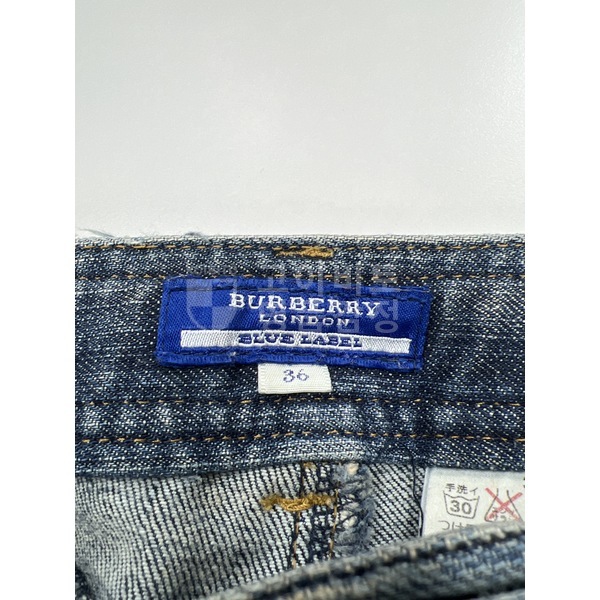 BURBERRY
LONDON
BLUE LABEL
36
手洗イ
30